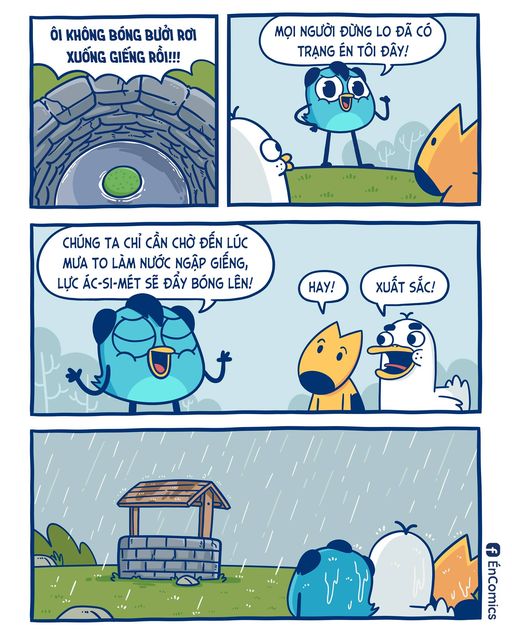 ÔI KHÔNG BÓNG BƯỞI RƠI
XUỐNG GIẾNG RỒI!!!
MỌI NGƯỜI ĐỪNG LO ĐÃ CÓ
TRẠNG ÉN TÔI ĐÂY!
CHÚNG TA CHỈ CẦN CHỜ ĐẾN LÚC
MƯA TO LÀM NƯỚC NGẬP GIẾNG,
LỰC ÁC-SI-MÉT SẼ ĐẨY BÓNG LÊN!
HAY!
XUẤT SẮC!
ÉnComics